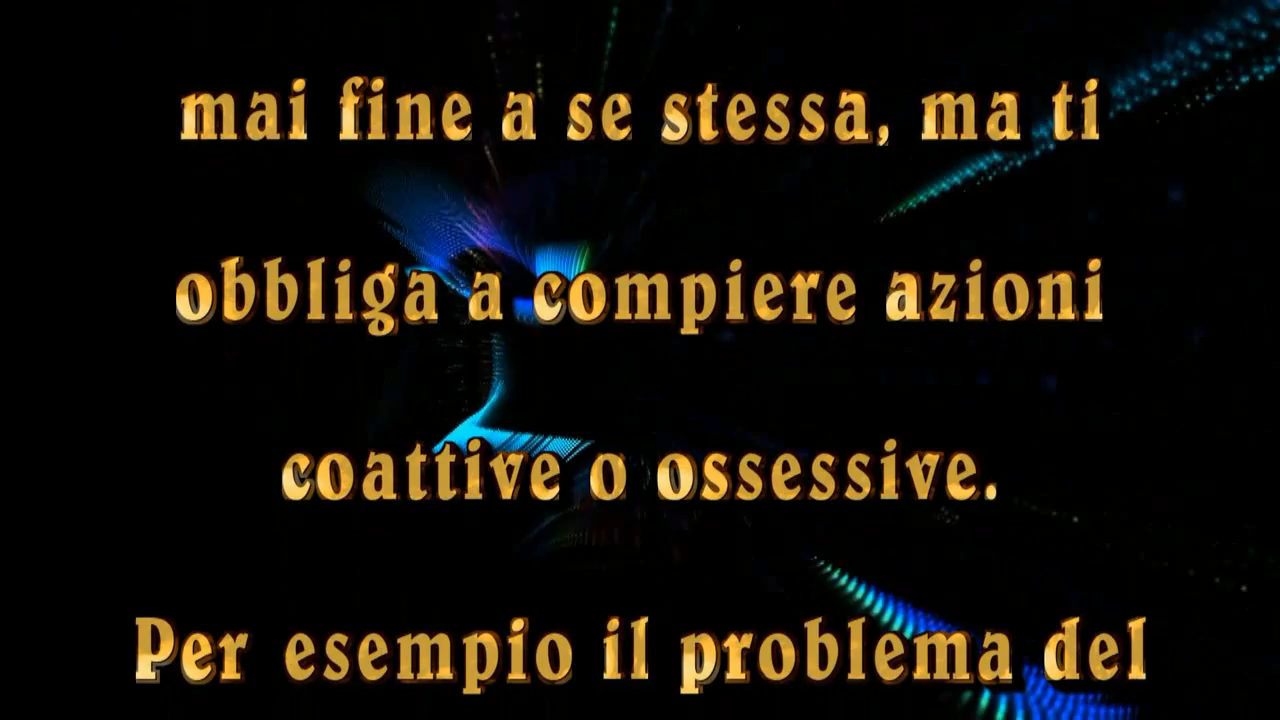 mai fine a se stessa, ma ti
obbliga a compiere azioni
coattive o ossessive.
Per esempio il problema del